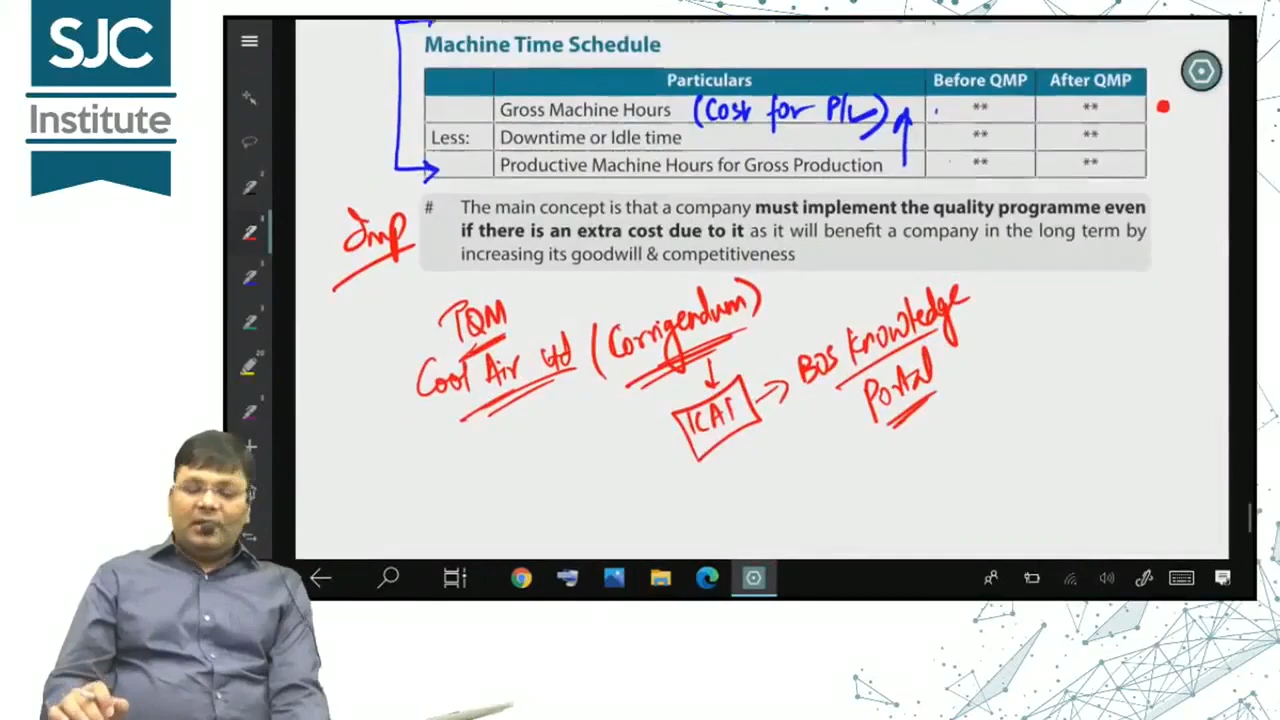 SJC
Institute
Machine Time Schedule
Particulars Before QMP After QMP
Gross Machine Hours (Cost for P/L) ** **
Less: Downtime or Idle time ** **
Productive Machine Hours for Gross Production ** **
Imp
# The main concept is that a company must implement the quality programme even
if there is an extra cost due to it as it will benefit a company in the long term by
increasing its goodwill & competitiveness
TQM
Cool Air Ltd (Corrigendum)
ICAI
BOS Knowledge
Portal